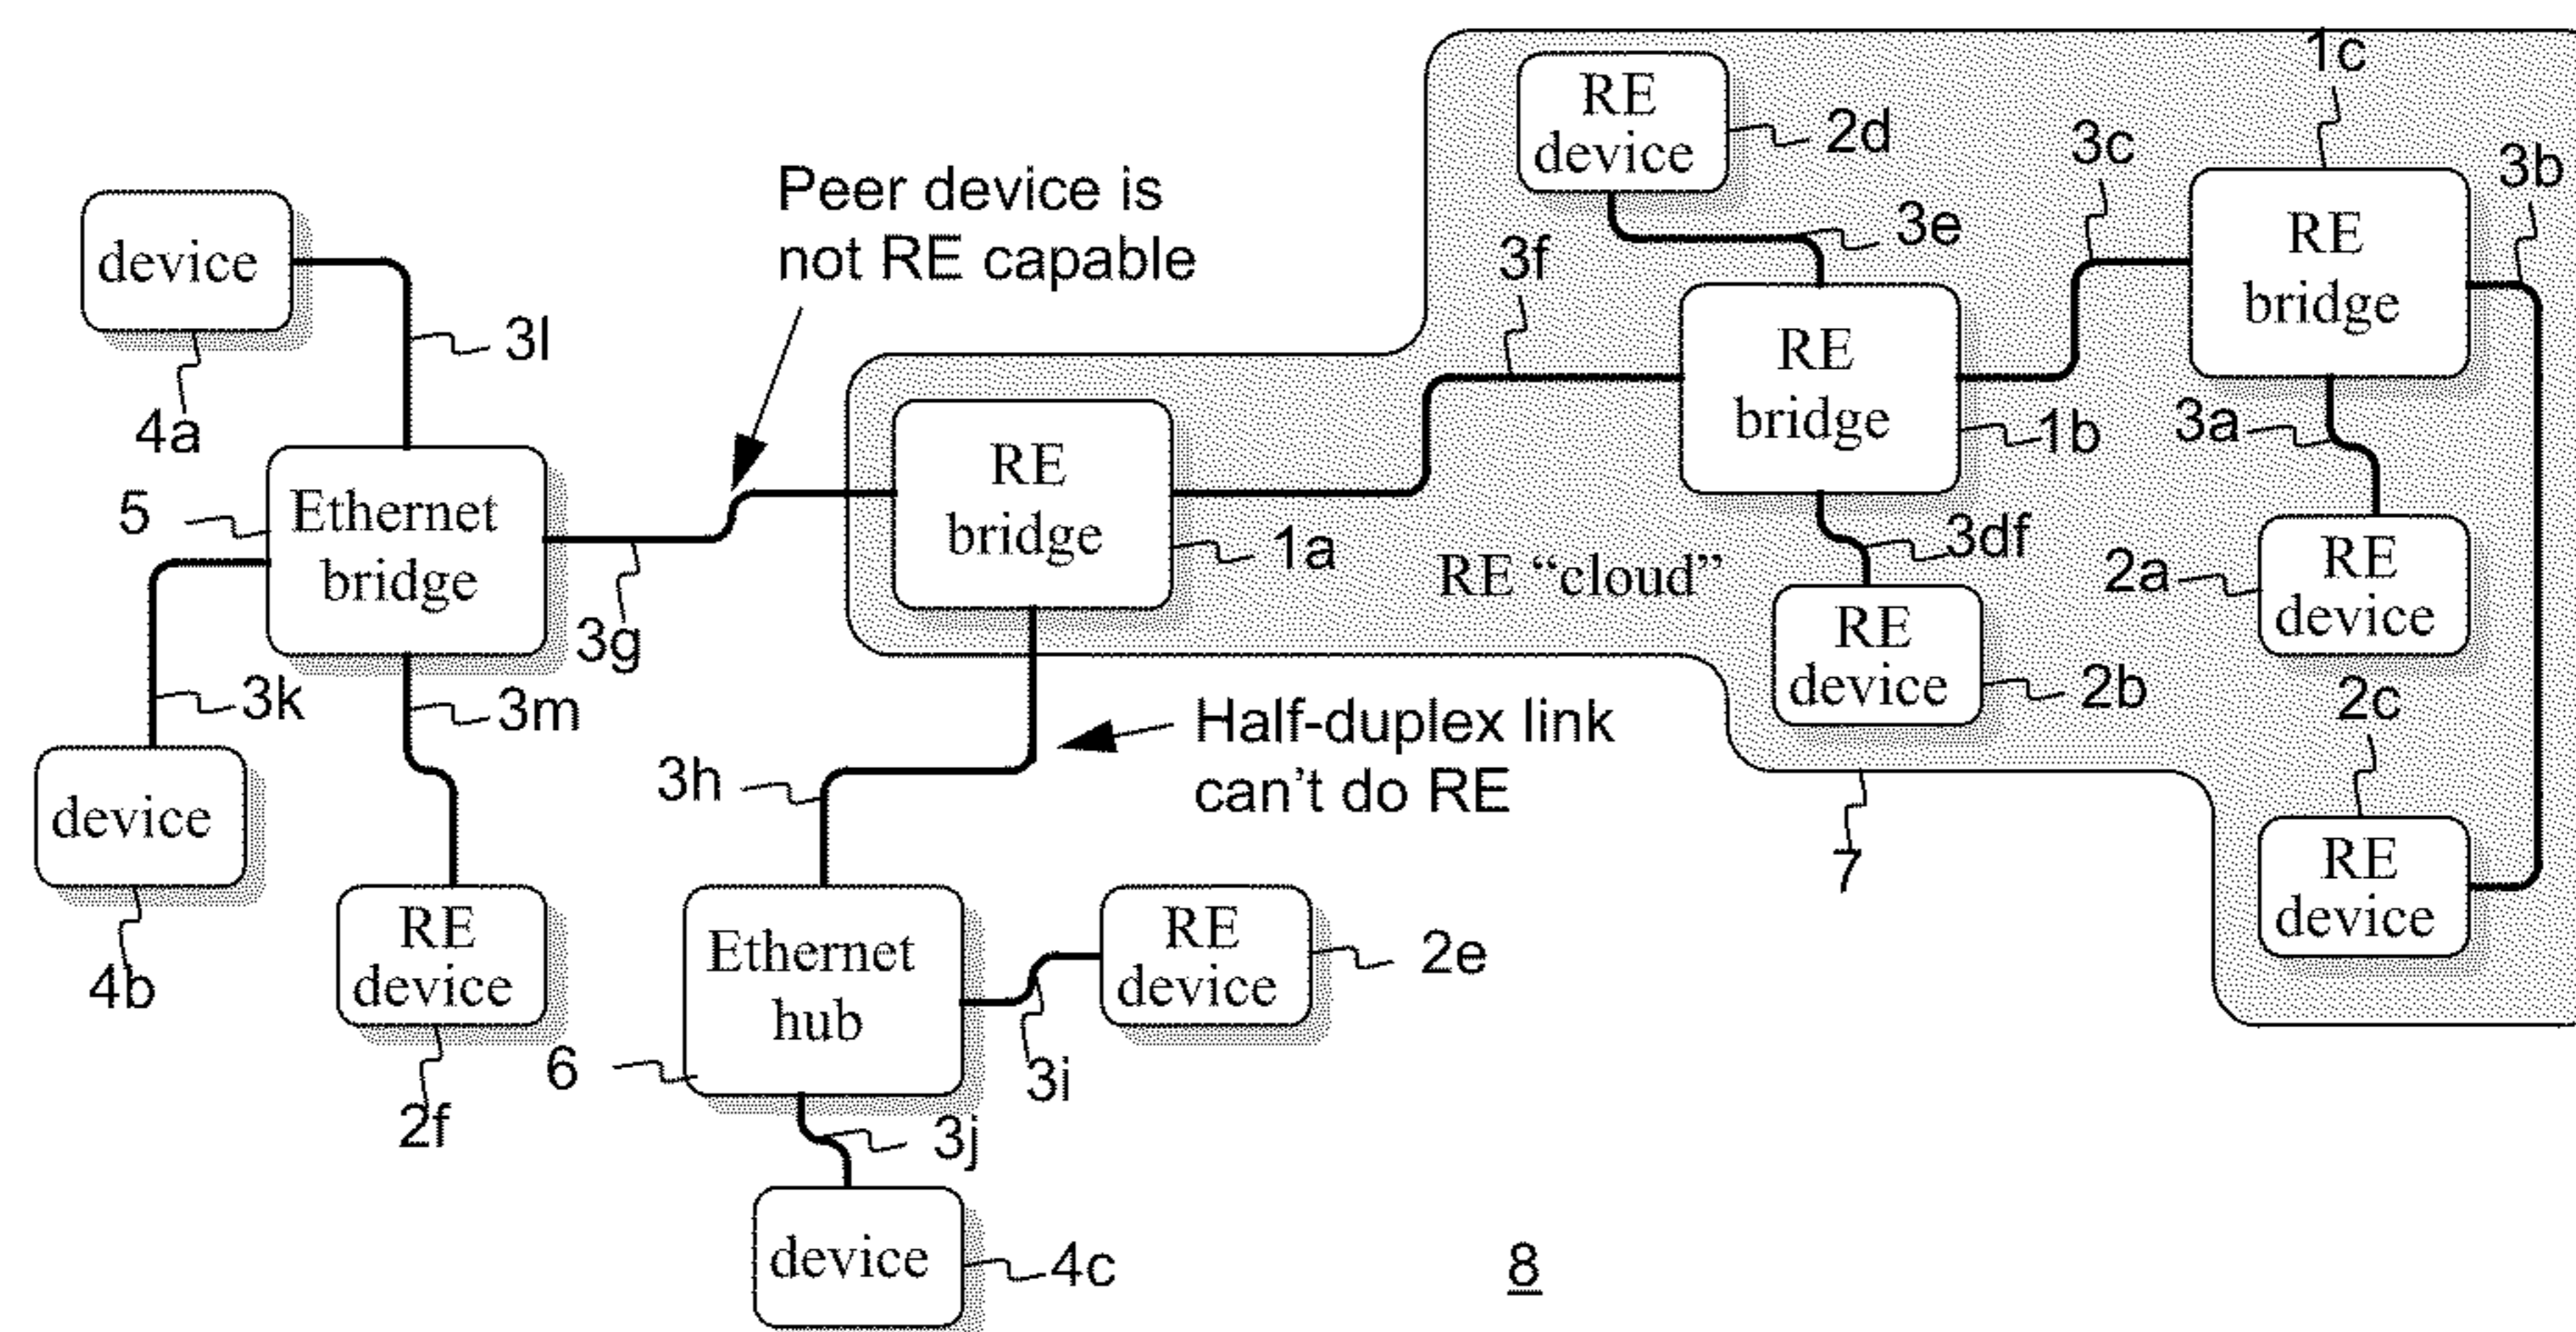 1c
RE
device
2d
3c
3b
Peer device is
not RE capable
3e
RE
bridge
3f
device
3l
RE
bridge
1b
3a
4a
RE
bridge
5
Ethernet
bridge
1a
3df
RE “cloud”
2a
RE
device
3g
RE
device
2b
2c
3k
3m
Half-duplex link
can't do RE
3h
device
7
RE
device
4b
RE
device
Ethernet
hub
RE
device
2e
6
3i
2f
3j
device
4c
8